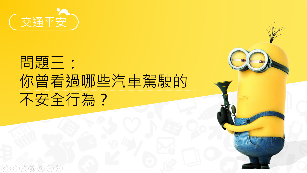 交通平安
問題三：
你曾看過哪些汽車駕駛的
不安全行為？